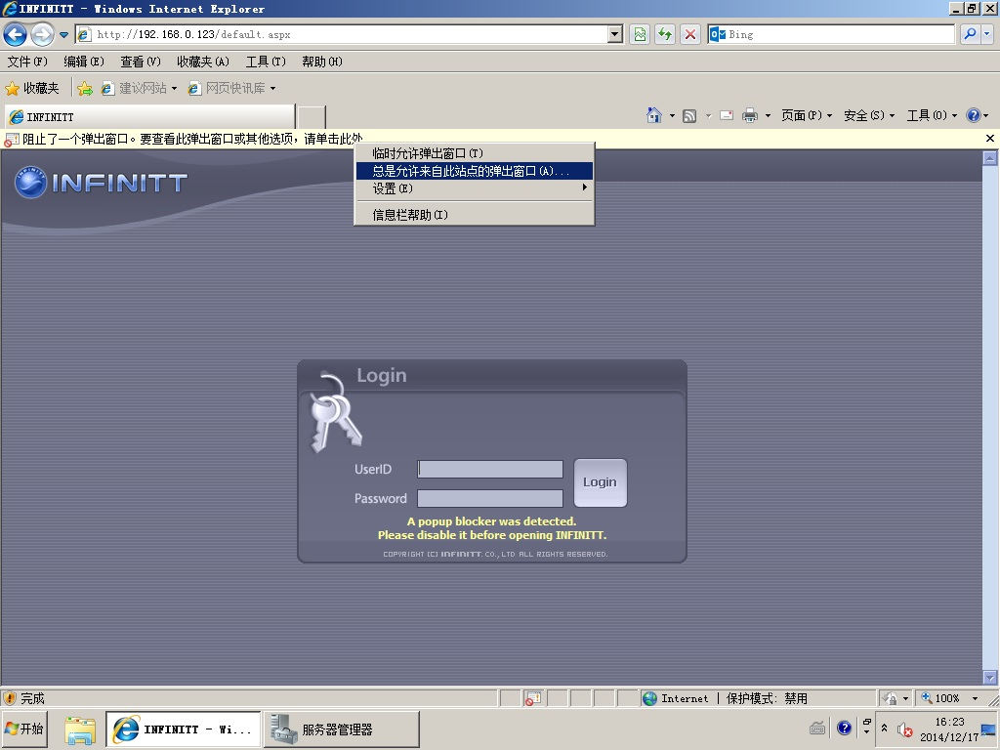 INFINITT - Windows Internet Explorer
http://192.168.0.123/default.aspx
Bing
文件(F) 编辑(E) 查看(V) 收藏夹(A) 工具(T) 帮助(H)
收藏夹 建议网站 网页快讯库
INFINITT 页面(P) 安全(S) 工具(O)
阻止了一个弹出窗口。要查看此弹出窗口或其他选项，请单击此处
临时允许弹出窗口(T)
总是允许来自此站点的弹出窗口(A)...
设置(E)
信息栏帮助(I)
INFINITT
Login
UserID
Password
Login
A popup blocker was detected.
Please disable it before opening INFINITT.
COPYRIGHT (C) INFINITT. CO., LTD ALL RIGHTS RESERVED.
完成 Internet | 保护模式: 禁用 100%
开始 INFINITT - Wi... 服务器管理器
16:23
2014/12/17